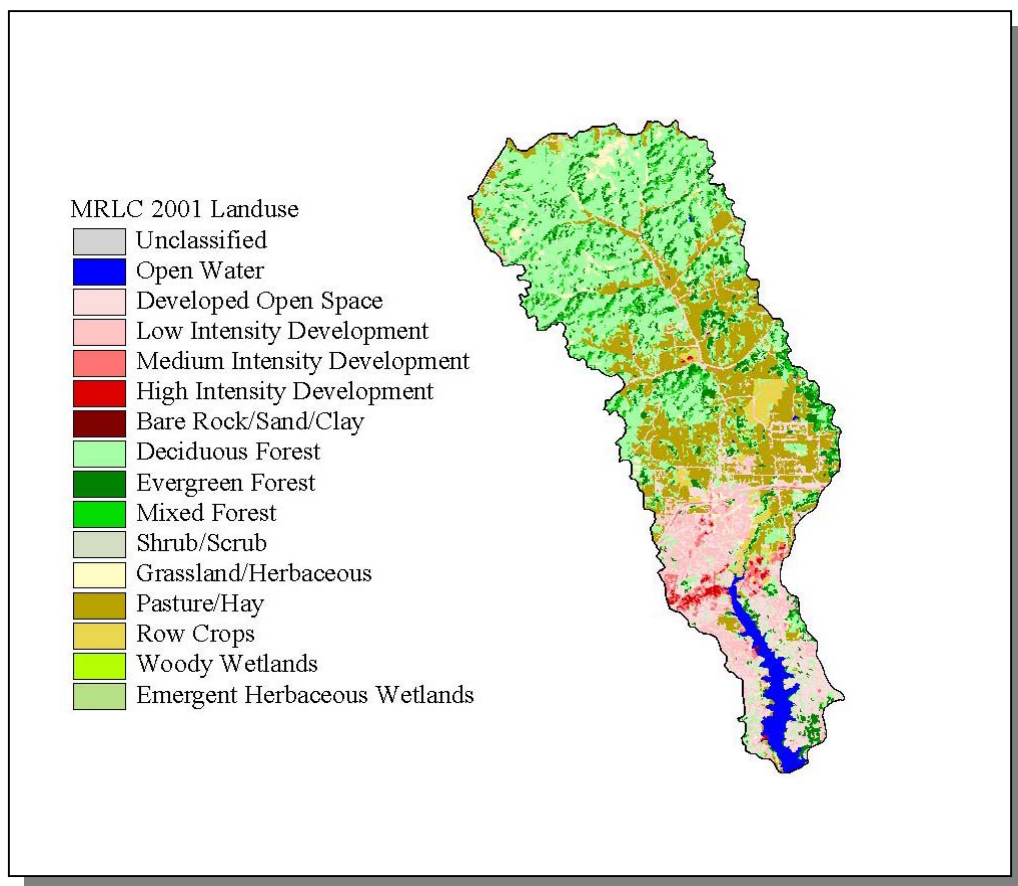 MRLC 2001 Landuse
Unclassified
Open Water
Developed Open Space
Low Intensity Development
Medium Intensity Development
High Intensity Development
Bare Rock/Sand/Clay
Deciduous Forest
Evergreen Forest
Mixed Forest
Shrub/Scrub
Grassland/Herbaceous
Pasture/Hay
Row Crops
Woody Wetlands
Emergent Herbaceous Wetlands